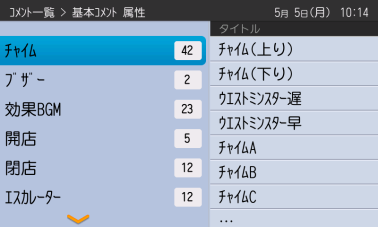 コメント一覧 > 基本コメント 属性
5月 5日(月) 10:14
タイトル
チャイム 42
ブザー 2
効果BGM 23
開店 5
閉店 12
エスカレーター 12
チャイム(上り)
チャイム(下り)
ウエストミンスター遅
ウエストミンスター早
チャイムA
チャイムB
チャイムC
...